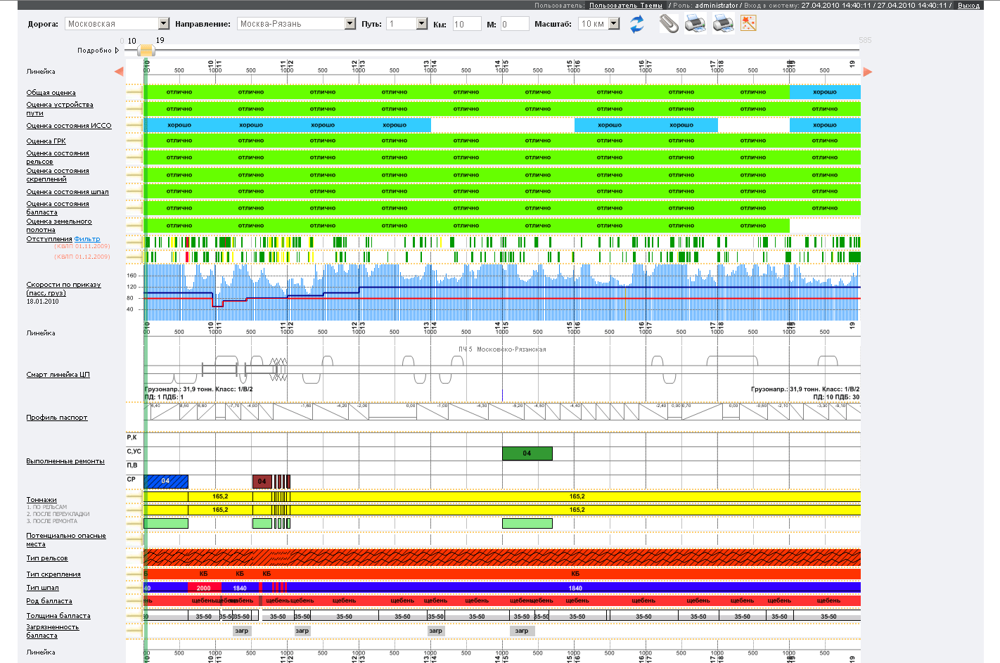 Пользователь: Пользователь Твемы / Роль: administrator / Вход в систему: 27.04.2010 14:40:11 / 27.04.2010 14:40:11 / Выход
Дорога: Московская Направление: Москва-Рязань Путь: 1 Км: 10 М: 0 Масштаб: 10 км
0 10 19 585
Подробно
Линейка
10 500 10 1000 11 500 11 1000 12 500 12 1000 13 500 13 1000 14 500 14 1000 15 500 15 1000 16 500 16 1000 17 500 17 1000 18 500 18 1000 19 500 19
Общая оценка отлично отлично отлично отлично отлично отлично отлично отлично отлично хорошо
Оценка устройства пути отлично отлично отлично отлично отлично отлично отлично отлично отлично отлично
Оценка состояния ИССО хорошо хорошо хорошо хорошо хорошо хорошо хорошо
Оценка ГРК отлично отлично отлично отлично отлично отлично отлично отлично отлично отлично
Оценка состояния рельсов отлично отлично отлично отлично отлично отлично отлично отлично отлично отлично
Оценка состояния скреплений отлично отлично отлично отлично отлично отлично отлично отлично отлично отлично
Оценка состояния шпал отлично отлично отлично отлично отлично отлично отлично отлично отлично отлично
Оценка состояния балласта отлично отлично отлично отлично отлично отлично отлично отлично отлично отлично
Оценка земельного полотна отлично отлично отлично отлично отлично отлично отлично отлично отлично
Отступления Фильтр
(КВЛП 01.11.2009)
(КВЛП 01.12.2009)
Скорости по приказу
(пасс, груз)
18.01.2010
160
120
80
40
Линейка
10 500 10 1000 11 500 11 1000 12 500 12 1000 13 500 13 1000 14 500 14 1000 15 500 15 1000 16 500 16 1000 17 500 17 1000 18 500 18 1000 19 500 19
ПЧ 5 Московско-Рязанская
Смарт линейка ЦП
Грузонапр.: 31,9 тонн. Класс: 1/В/2 Грузонапр.: 31,9 тонн. Класс: 1/В/2
ПД: 1 ПДБ: 1 ПД: 10 ПДБ: 30
Профиль паспорт
6,40 8,50 6,60 -7,70 -4,00 -1,60 -4,20 -2,00 0,00 -1,00 -4,30 -5,20 -4,50 -4,40 -2,40 0,00 0,70 0,00 -0,50 -2,10 -3,30 -9,10
Выполненные ремонты
Р,К
С,УС 04
П,В
СР 04 04
Тоннажи
1. ПО РЕЛЬСАМ
2. ПОСЛЕ ПЕРЕУКЛАДКИ
3. ПОСЛЕ РЕМОНТА
165,2 165,2
165,2 165,2
Потенциально опасные места
Тип рельсов
Тип скрепления КБ КБ КБ КБ
Тип шпал 40 2000 1840 1840
Род балласта щебень щебень щебень щебень щебень щебень щебень щебень щебень щебень щебень щебень щебень щебень щебень
Толщина балласта 35-50 35-50 35-50 35-50 35-50 35-50 35-50 35-50 35-50 35-50 35-50 35-50 35-50 35-50 35-50 35-50
Загрязненность балласта загр загр загр загр
Линейка
500 1000 500 1000 500 1000 500 1000 500 1000 500 1000 500 1000 500 1000 500 1000 500
10 10 11 11 12 12 13 13 14 14 15 15 16 16 17 17 18 19 19